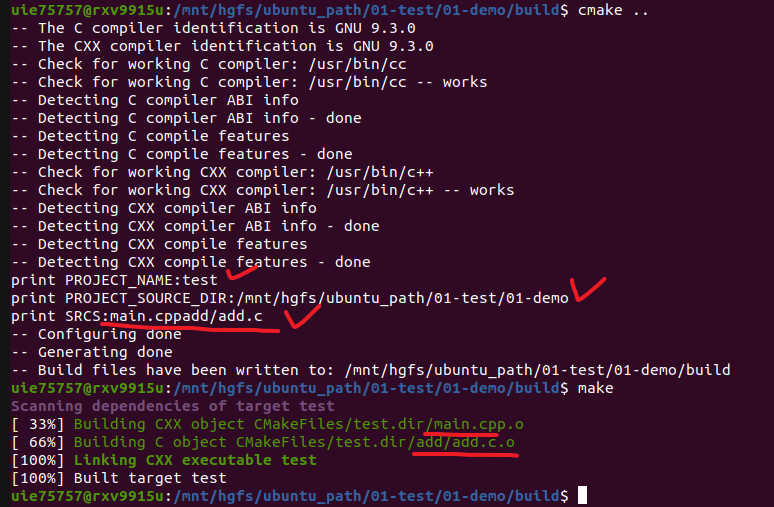 uie75757@rxv9915u:/mnt/hgfs/ubuntu_path/01-test/01-demo/build$ cmake ..
-- The C compiler identification is GNU 9.3.0
-- The CXX compiler identification is GNU 9.3.0
-- Check for working C compiler: /usr/bin/cc
-- Check for working C compiler: /usr/bin/cc -- works
-- Detecting C compiler ABI info
-- Detecting C compiler ABI info - done
-- Detecting C compile features
-- Detecting C compile features - done
-- Check for working CXX compiler: /usr/bin/c++
-- Check for working CXX compiler: /usr/bin/c++ -- works
-- Detecting CXX compiler ABI info
-- Detecting CXX compiler ABI info - done
-- Detecting CXX compile features
-- Detecting CXX compile features - done
print PROJECT_NAME:test
print PROJECT_SOURCE_DIR:/mnt/hgfs/ubuntu_path/01-test/01-demo
print SRCS:main.cppadd/add.c
-- Configuring done
-- Generating done
-- Build files have been written to: /mnt/hgfs/ubuntu_path/01-test/01-demo/build
uie75757@rxv9915u:/mnt/hgfs/ubuntu_path/01-test/01-demo/build$ make
Scanning dependencies of target test
[ 33%] Building CXX object CMakeFiles/test.dir/main.cpp.o
[ 66%] Building C object CMakeFiles/test.dir/add/add.c.o
[100%] Linking CXX executable test
[100%] Built target test
uie75757@rxv9915u:/mnt/hgfs/ubuntu_path/01-test/01-demo/build$